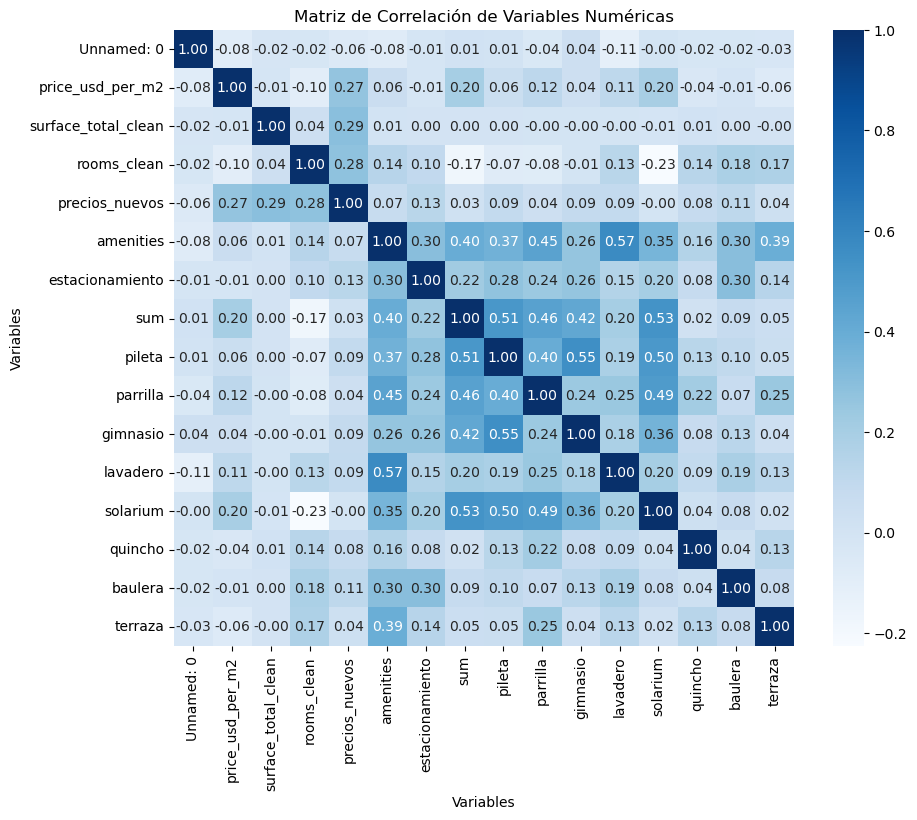 Matriz de Correlación de Variables Numéricas
Unnamed: 0 1.00 -0.08 -0.02 -0.02 -0.06 -0.08 -0.01 0.01 0.01 -0.04 0.04 -0.11 -0.00 -0.02 -0.02 -0.03
price_usd_per_m2 -0.08 1.00 -0.01 -0.10 0.27 0.06 -0.01 0.20 0.06 0.12 0.04 0.11 0.20 -0.04 -0.01 -0.06
surface_total_clean -0.02 -0.01 1.00 0.04 0.29 0.01 0.00 0.00 0.00 -0.00 -0.00 -0.00 -0.01 0.01 0.00 -0.00
rooms_clean -0.02 -0.10 0.04 1.00 0.28 0.14 0.10 -0.17 -0.07 -0.08 -0.01 0.13 -0.23 0.14 0.18 0.17
precios_nuevos -0.06 0.27 0.29 0.28 1.00 0.07 0.13 0.03 0.09 0.04 0.09 0.09 -0.00 0.08 0.11 0.04
amenities -0.08 0.06 0.01 0.14 0.07 1.00 0.30 0.40 0.37 0.45 0.26 0.57 0.35 0.16 0.30 0.39
estacionamiento -0.01 -0.01 0.00 0.10 0.13 0.30 1.00 0.22 0.28 0.24 0.26 0.15 0.20 0.08 0.30 0.14
sum 0.01 0.20 0.00 -0.17 0.03 0.40 0.22 1.00 0.51 0.46 0.42 0.20 0.53 0.02 0.09 0.05
pileta 0.01 0.06 0.00 -0.07 0.09 0.37 0.28 0.51 1.00 0.40 0.55 0.19 0.50 0.13 0.10 0.05
parrilla -0.04 0.12 -0.00 -0.08 0.04 0.45 0.24 0.46 0.40 1.00 0.24 0.25 0.49 0.22 0.07 0.25
gimnasio 0.04 0.04 -0.00 -0.01 0.09 0.26 0.26 0.42 0.55 0.24 1.00 0.18 0.36 0.08 0.13 0.04
lavadero -0.11 0.11 -0.00 0.13 0.09 0.57 0.15 0.20 0.19 0.25 0.18 1.00 0.20 0.09 0.19 0.13
solarium -0.00 0.20 -0.01 -0.23 -0.00 0.35 0.20 0.53 0.50 0.49 0.36 0.20 1.00 0.04 0.08 0.02
quincho -0.02 -0.04 0.01 0.14 0.08 0.16 0.08 0.02 0.13 0.22 0.08 0.09 0.04 1.00 0.04 0.13
baulera -0.02 -0.01 0.00 0.18 0.11 0.30 0.30 0.09 0.10 0.07 0.13 0.19 0.08 0.04 1.00 0.08
terraza -0.03 -0.06 -0.00 0.17 0.04 0.39 0.14 0.05 0.05 0.25 0.04 0.13 0.02 0.13 0.08 1.00
Variables
Unnamed: 0
price_usd_per_m2
surface_total_clean
rooms_clean
precios_nuevos
amenities
estacionamiento
sum
pileta
parrilla
gimnasio
lavadero
solarium
quincho
baulera
terraza
Variables
1.0
0.8
0.6
0.4
0.2
0.0
−0.2